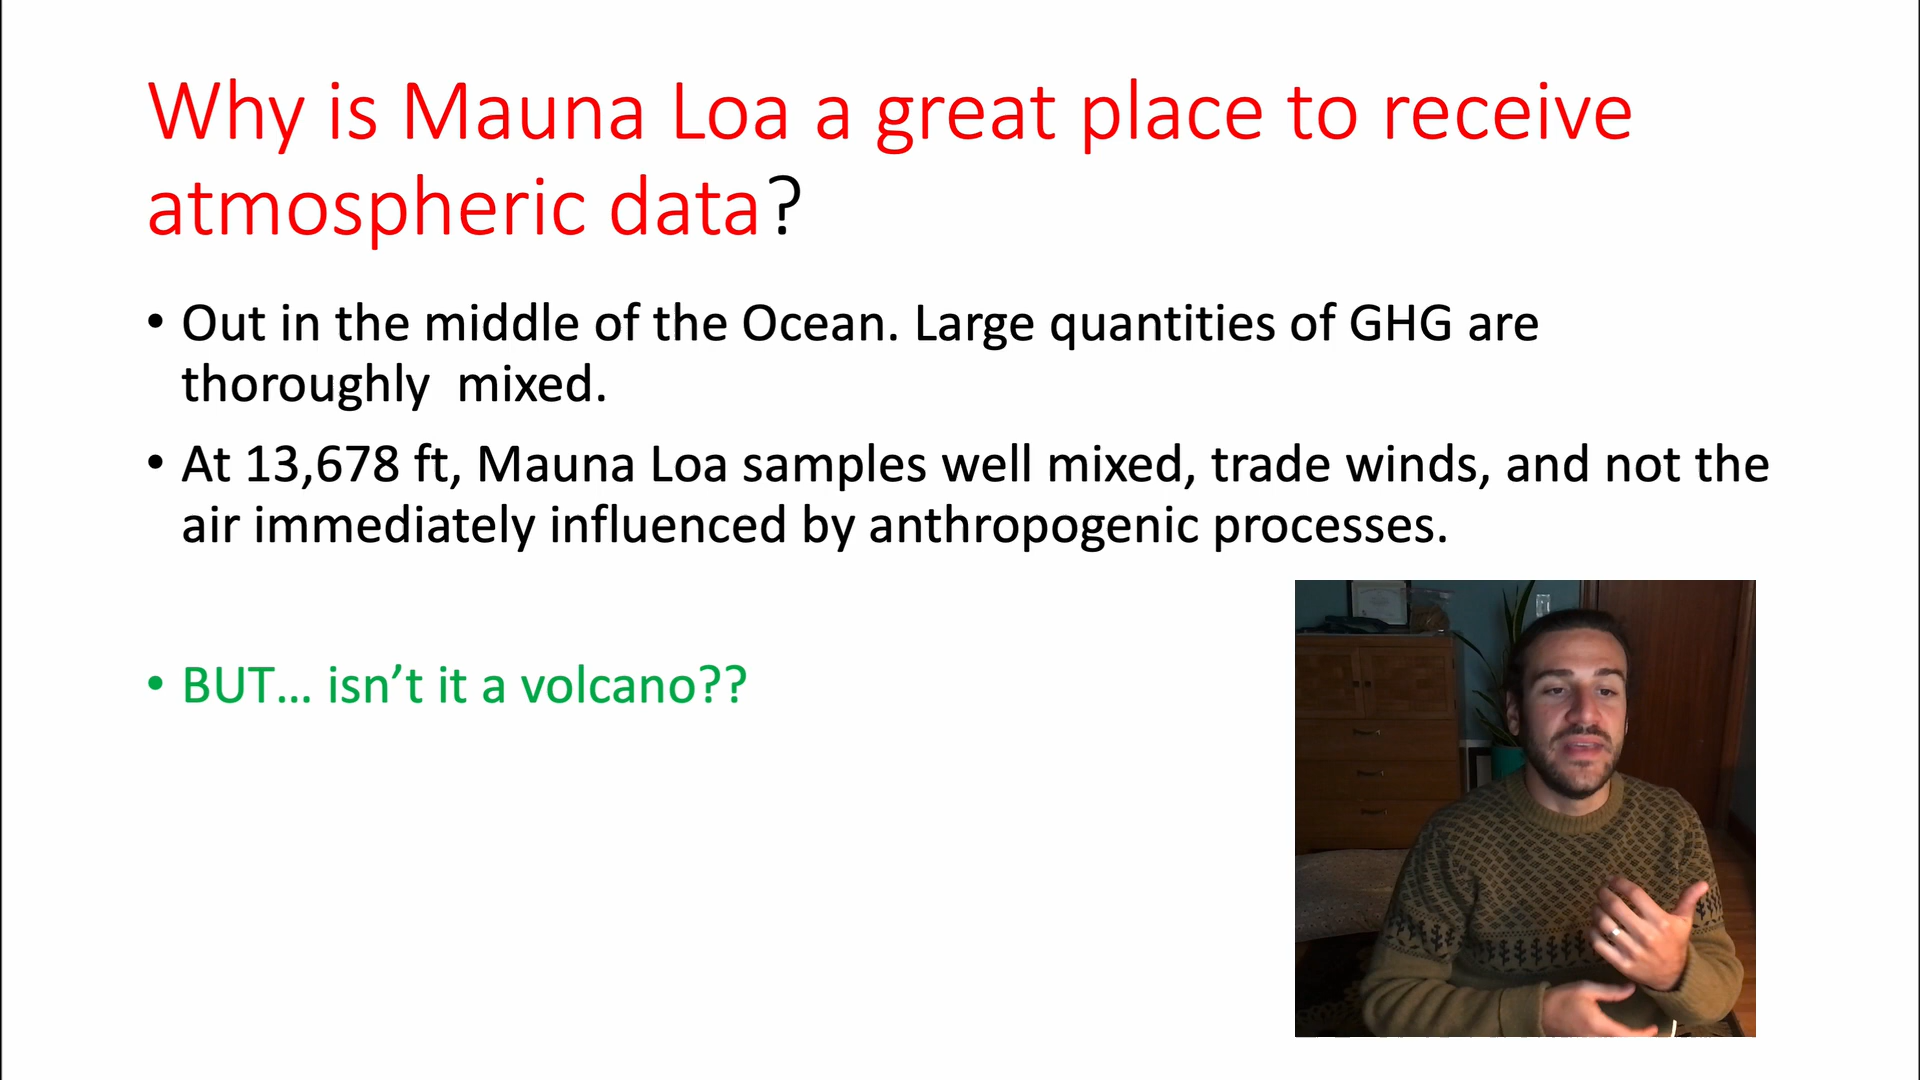 Why is Mauna Loa a great place to receive
atmospheric data?
• Out in the middle of the Ocean. Large quantities of GHG are
thoroughly  mixed.
• At 13,678 ft, Mauna Loa samples well mixed, trade winds, and not the
air immediately influenced by anthropogenic processes.
• BUT... isn’t it a volcano??